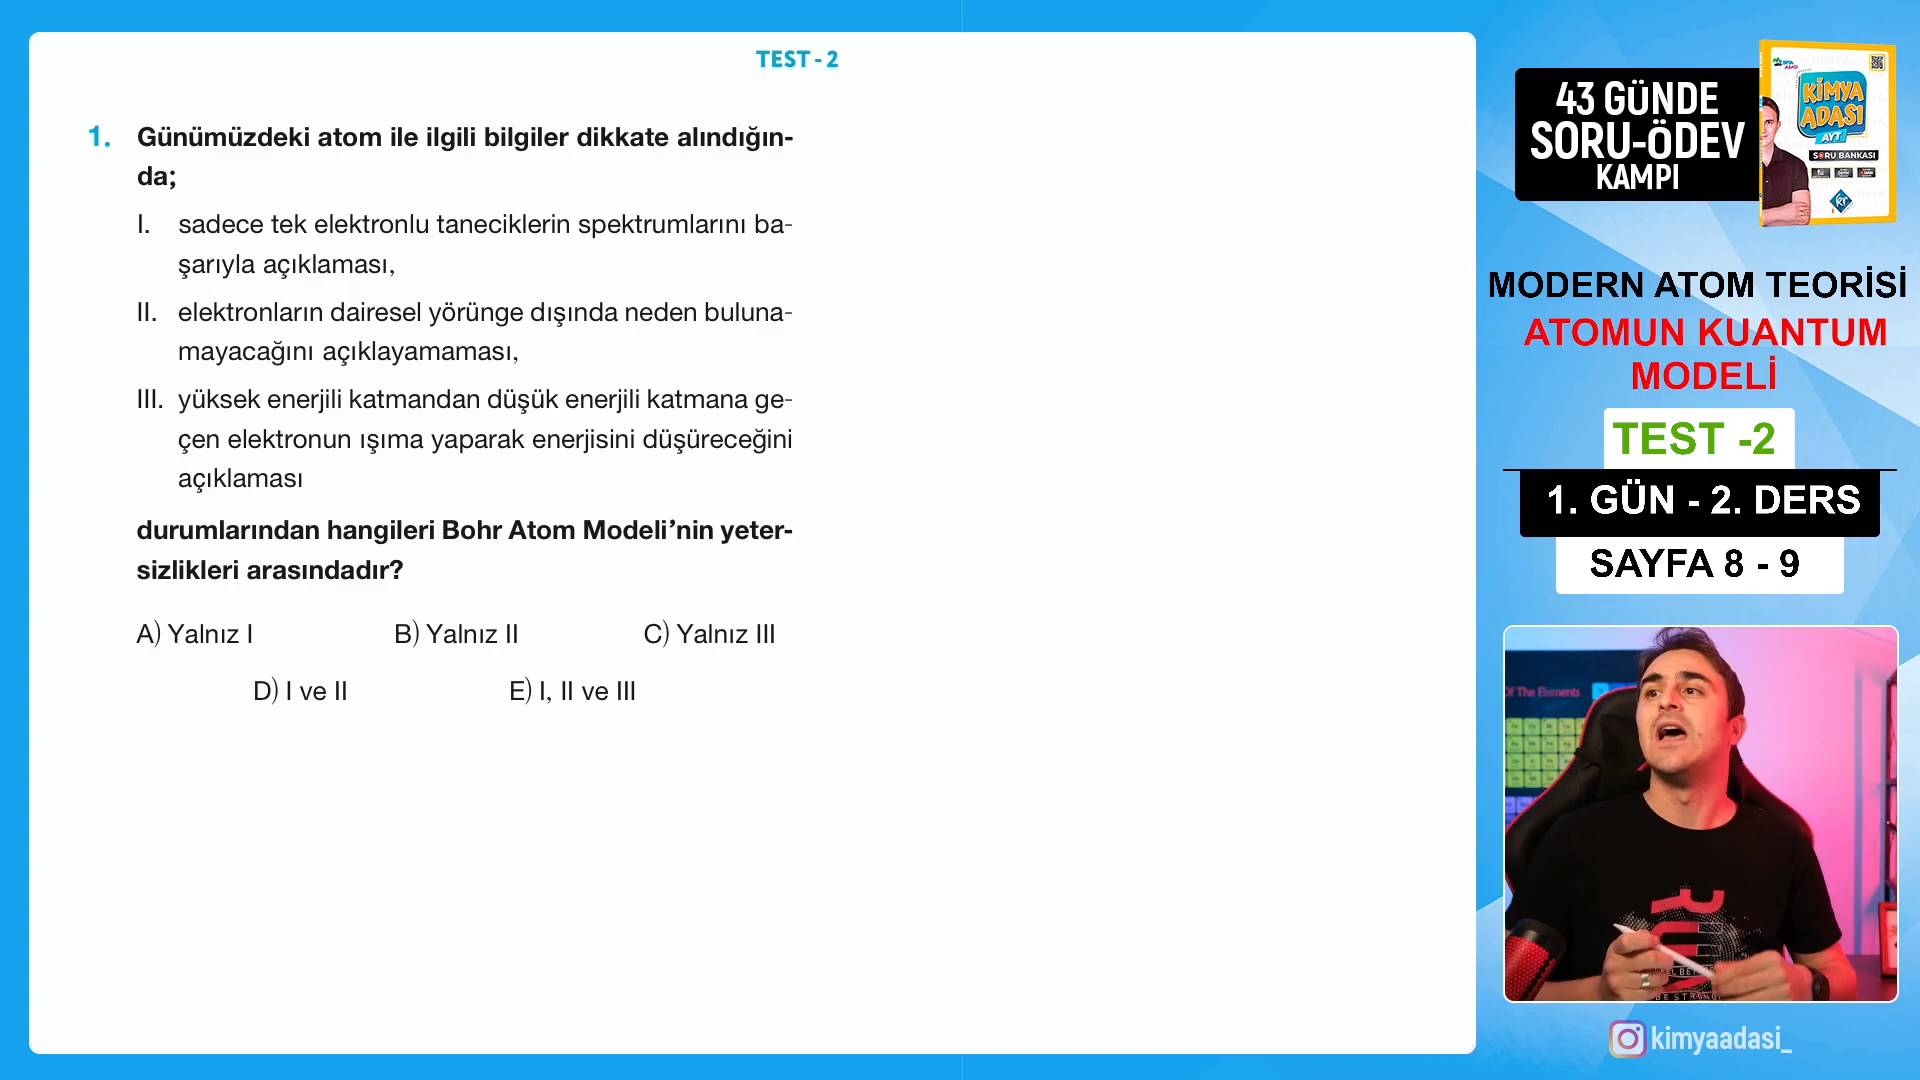 TEST - 2
1. Günümüzdeki atom ile ilgili bilgiler dikkate alındığın-
da;
I. sadece tek elektronlu taneciklerin spektrumlarını ba-
şarıyla açıklaması,
II. elektronların dairesel yörünge dışında neden buluna-
mayacağını açıklayamaması,
III. yüksek enerjili katmandan düşük enerjili katmana ge-
çen elektronun ışıma yaparak enerjisini düşüreceğini
açıklaması
durumlarından hangileri Bohr Atom Modeli’nin yeter-
sizlikleri arasındadır?
A) Yalnız I B) Yalnız II C) Yalnız III
D) I ve II E) I, II ve III
43 GÜNDE
SORU-ÖDEV
KAMPI
KİMYA
ADASI
AYT
SORU BANKASI
kr
MODERN ATOM TEORİSİ
ATOMUN KUANTUM
MODELİ
TEST -2
1. GÜN - 2. DERS
SAYFA 8 - 9
Of The Elements
kimyaadasi_